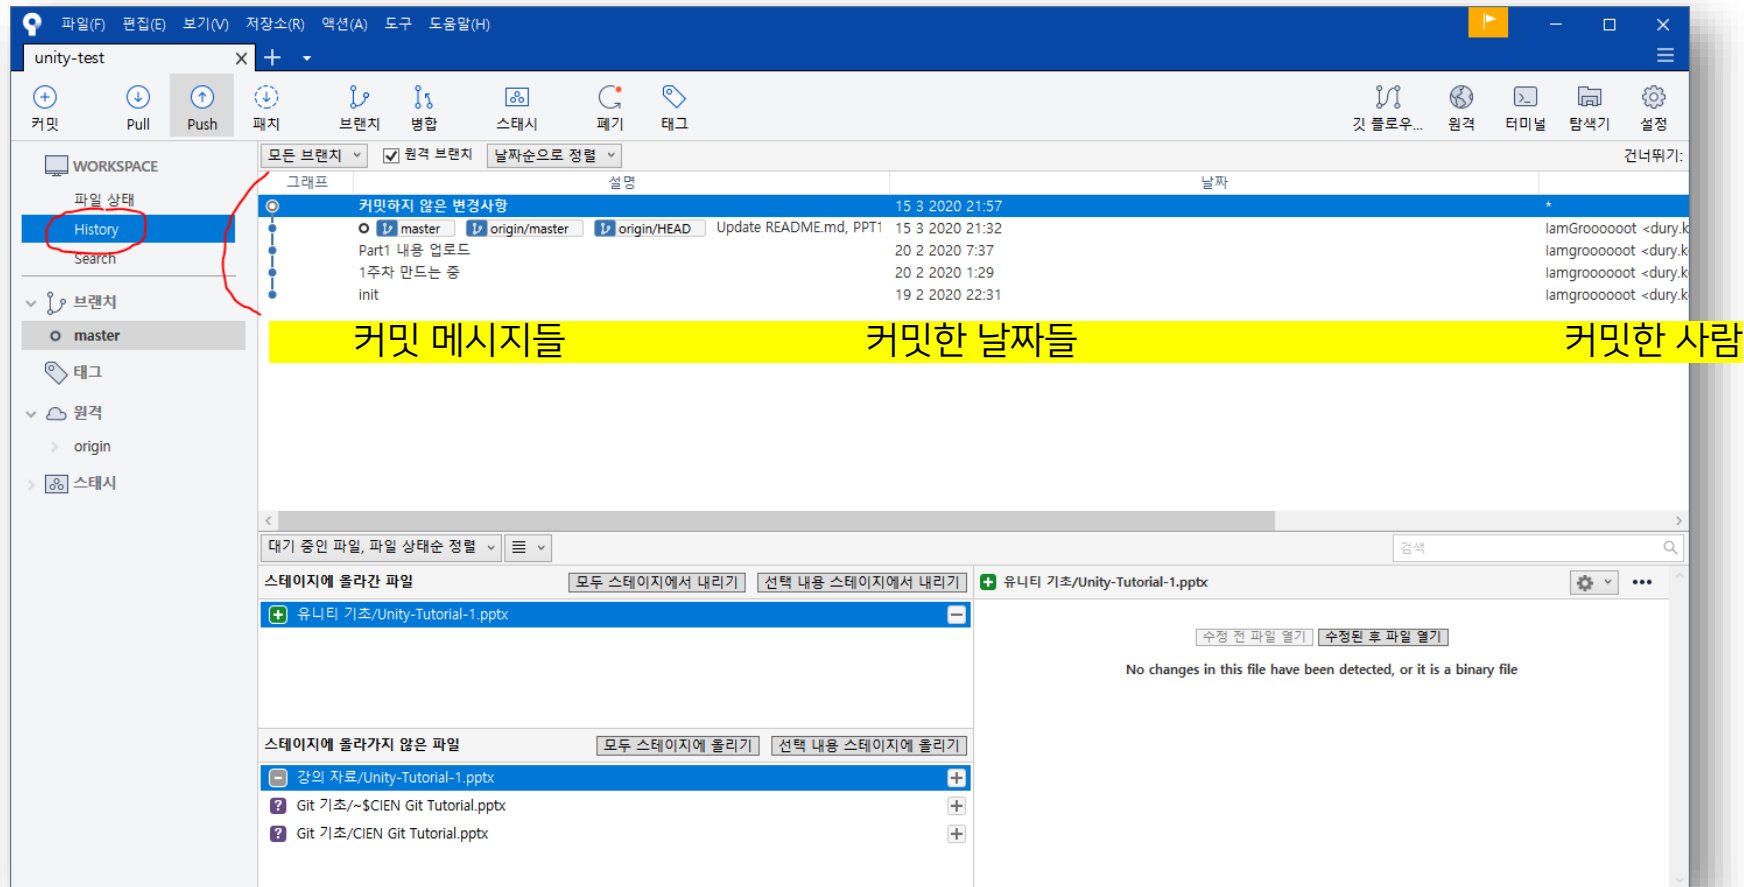 파일(F) 편집(E) 보기(V) 저장소(R) 액션(A) 도구 도움말(H)
unity-test
커밋 Pull Push 패치 브랜치 병합 스태시 폐기 태그 깃 플로우... 원격 터미널 탐색기 설정
WORKSPACE
파일 상태
History
Search
브랜치
master
태그
원격
origin
스태시
모든 브랜치 원격 브랜치 날짜순으로 정렬 건너뛰기:
그래프 설명 날짜
커밋하지 않은 변경사항 15 3 2020 21:57 *
master origin/master origin/HEAD Update README.md, PPT1 15 3 2020 21:32 IamGroooooot <dury.k
Part1 내용 업로드 20 2 2020 7:37 Iamgroooooot <dury.k
1주차 만드는 중 20 2 2020 1:29 Iamgroooooot <dury.k
init 19 2 2020 22:31 Iamgroooooot <dury.k
커밋 메시지들 커밋한 날짜들 커밋한 사람
대기 중인 파일, 파일 상태순 정렬 검색
스테이지에 올라간 파일 모두 스테이지에서 내리기 선택 내용 스테이지에서 내리기
유니티 기초/Unity-Tutorial-1.pptx
스테이지에 올라가지 않은 파일 모두 스테이지에 올리기 선택 내용 스테이지에 올리기
강의 자료/Unity-Tutorial-1.pptx
Git 기초/~$CIEN Git Tutorial.pptx
Git 기초/CIEN Git Tutorial.pptx
유니티 기초/Unity-Tutorial-1.pptx
수정 전 파일 열기 수정된 후 파일 열기
No changes in this file have been detected, or it is a binary file